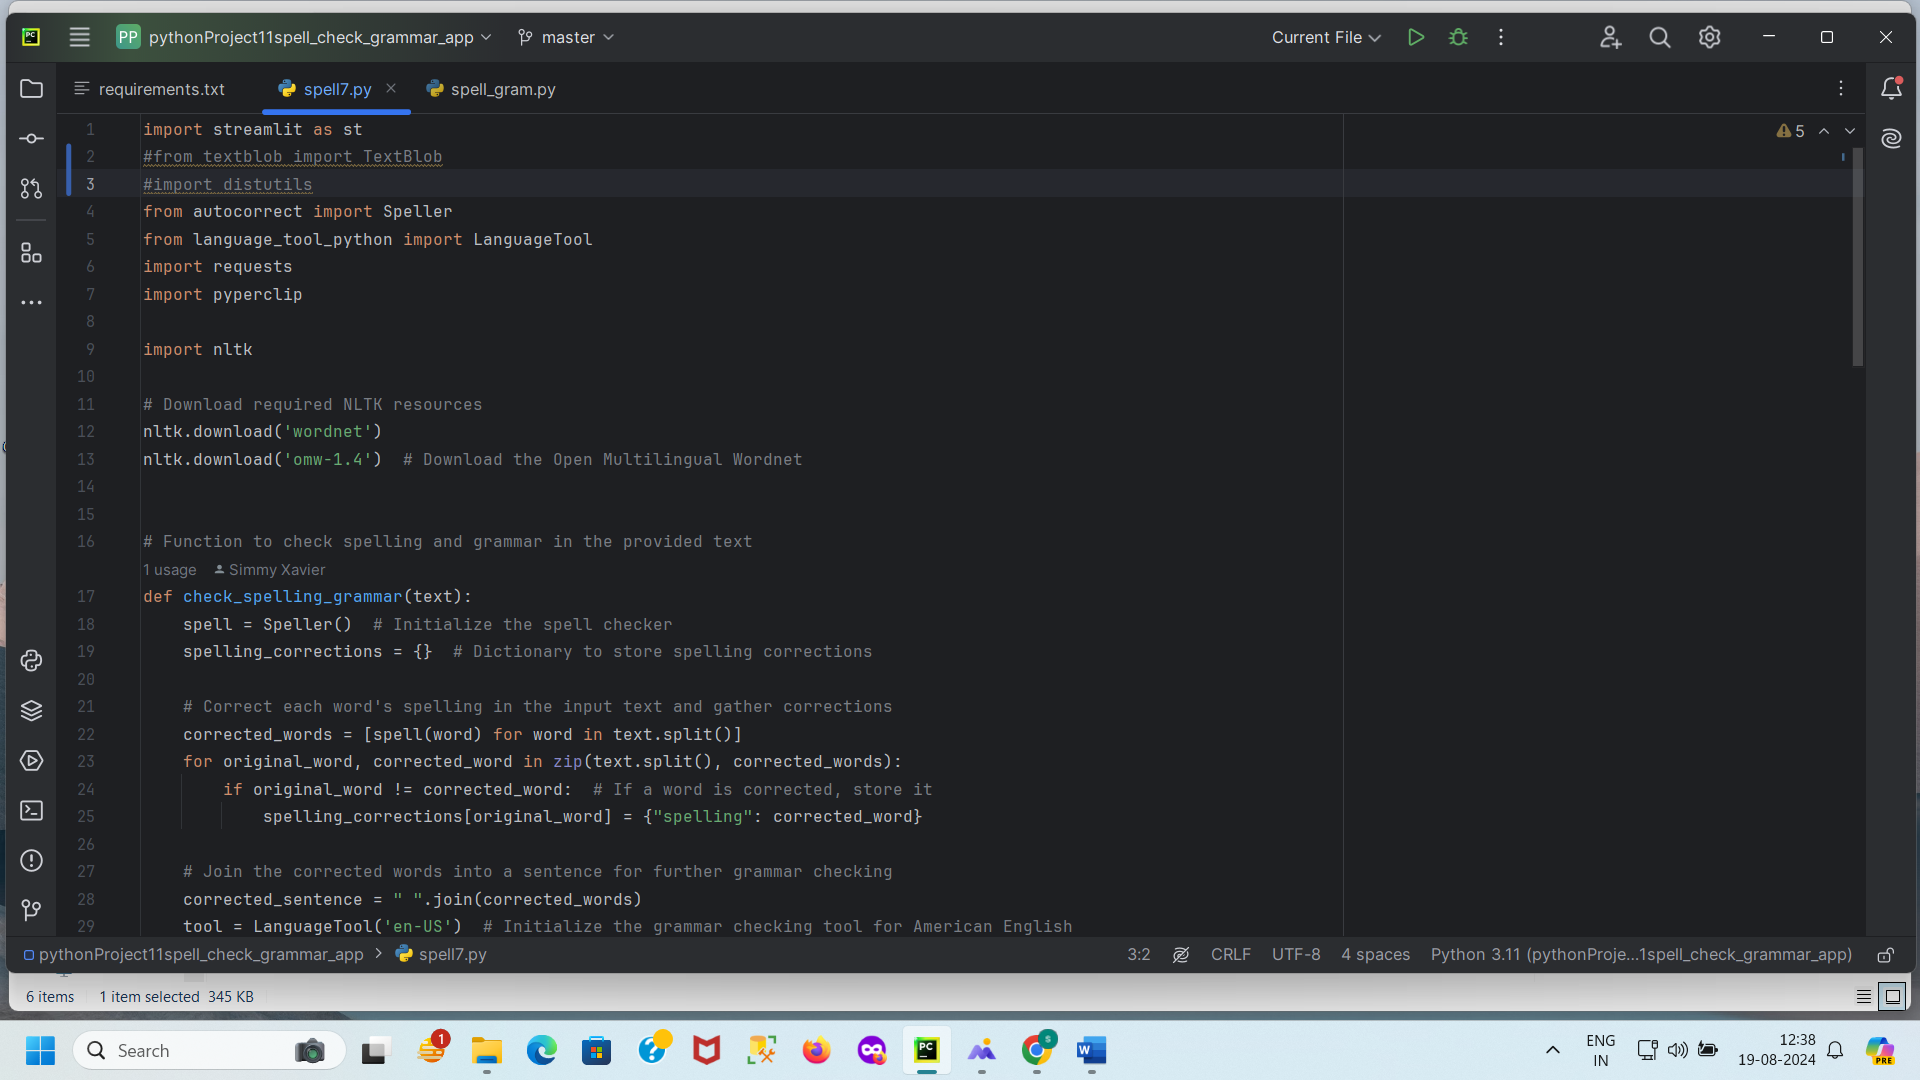 PC
PP pythonProject11spell_check_grammar_app master Current File
requirements.txt spell7.py spell_gram.py
1 import streamlit as st 5
2 #from textblob import TextBlob
3 #import distutils
4 from autocorrect import Speller
5 from language_tool_python import LanguageTool
6 import requests
7 import pyperclip
8
9 import nltk
10
11 # Download required NLTK resources
12 nltk.download('wordnet')
13 nltk.download('omw-1.4')  # Download the Open Multilingual Wordnet
14
15
16 # Function to check spelling and grammar in the provided text
1 usage Simmy Xavier
17 def check_spelling_grammar(text):
18     spell = Speller()  # Initialize the spell checker
19     spelling_corrections = {}  # Dictionary to store spelling corrections
20
21     # Correct each word's spelling in the input text and gather corrections
22     corrected_words = [spell(word) for word in text.split()]
23     for original_word, corrected_word in zip(text.split(), corrected_words):
24         if original_word != corrected_word:  # If a word is corrected, store it
25             spelling_corrections[original_word] = {"spelling": corrected_word}
26
27     # Join the corrected words into a sentence for further grammar checking
28     corrected_sentence = " ".join(corrected_words)
29     tool = LanguageTool('en-US')  # Initialize the grammar checking tool for American English
pythonProject11spell_check_grammar_app > spell7.py 3:2 CRLF UTF-8 4 spaces Python 3.11 (pythonProje...1spell_check_grammar_app)
6 items 1 item selected 345 KB
Search 1 PC S W ENG IN 12:38 19-08-2024 PRE